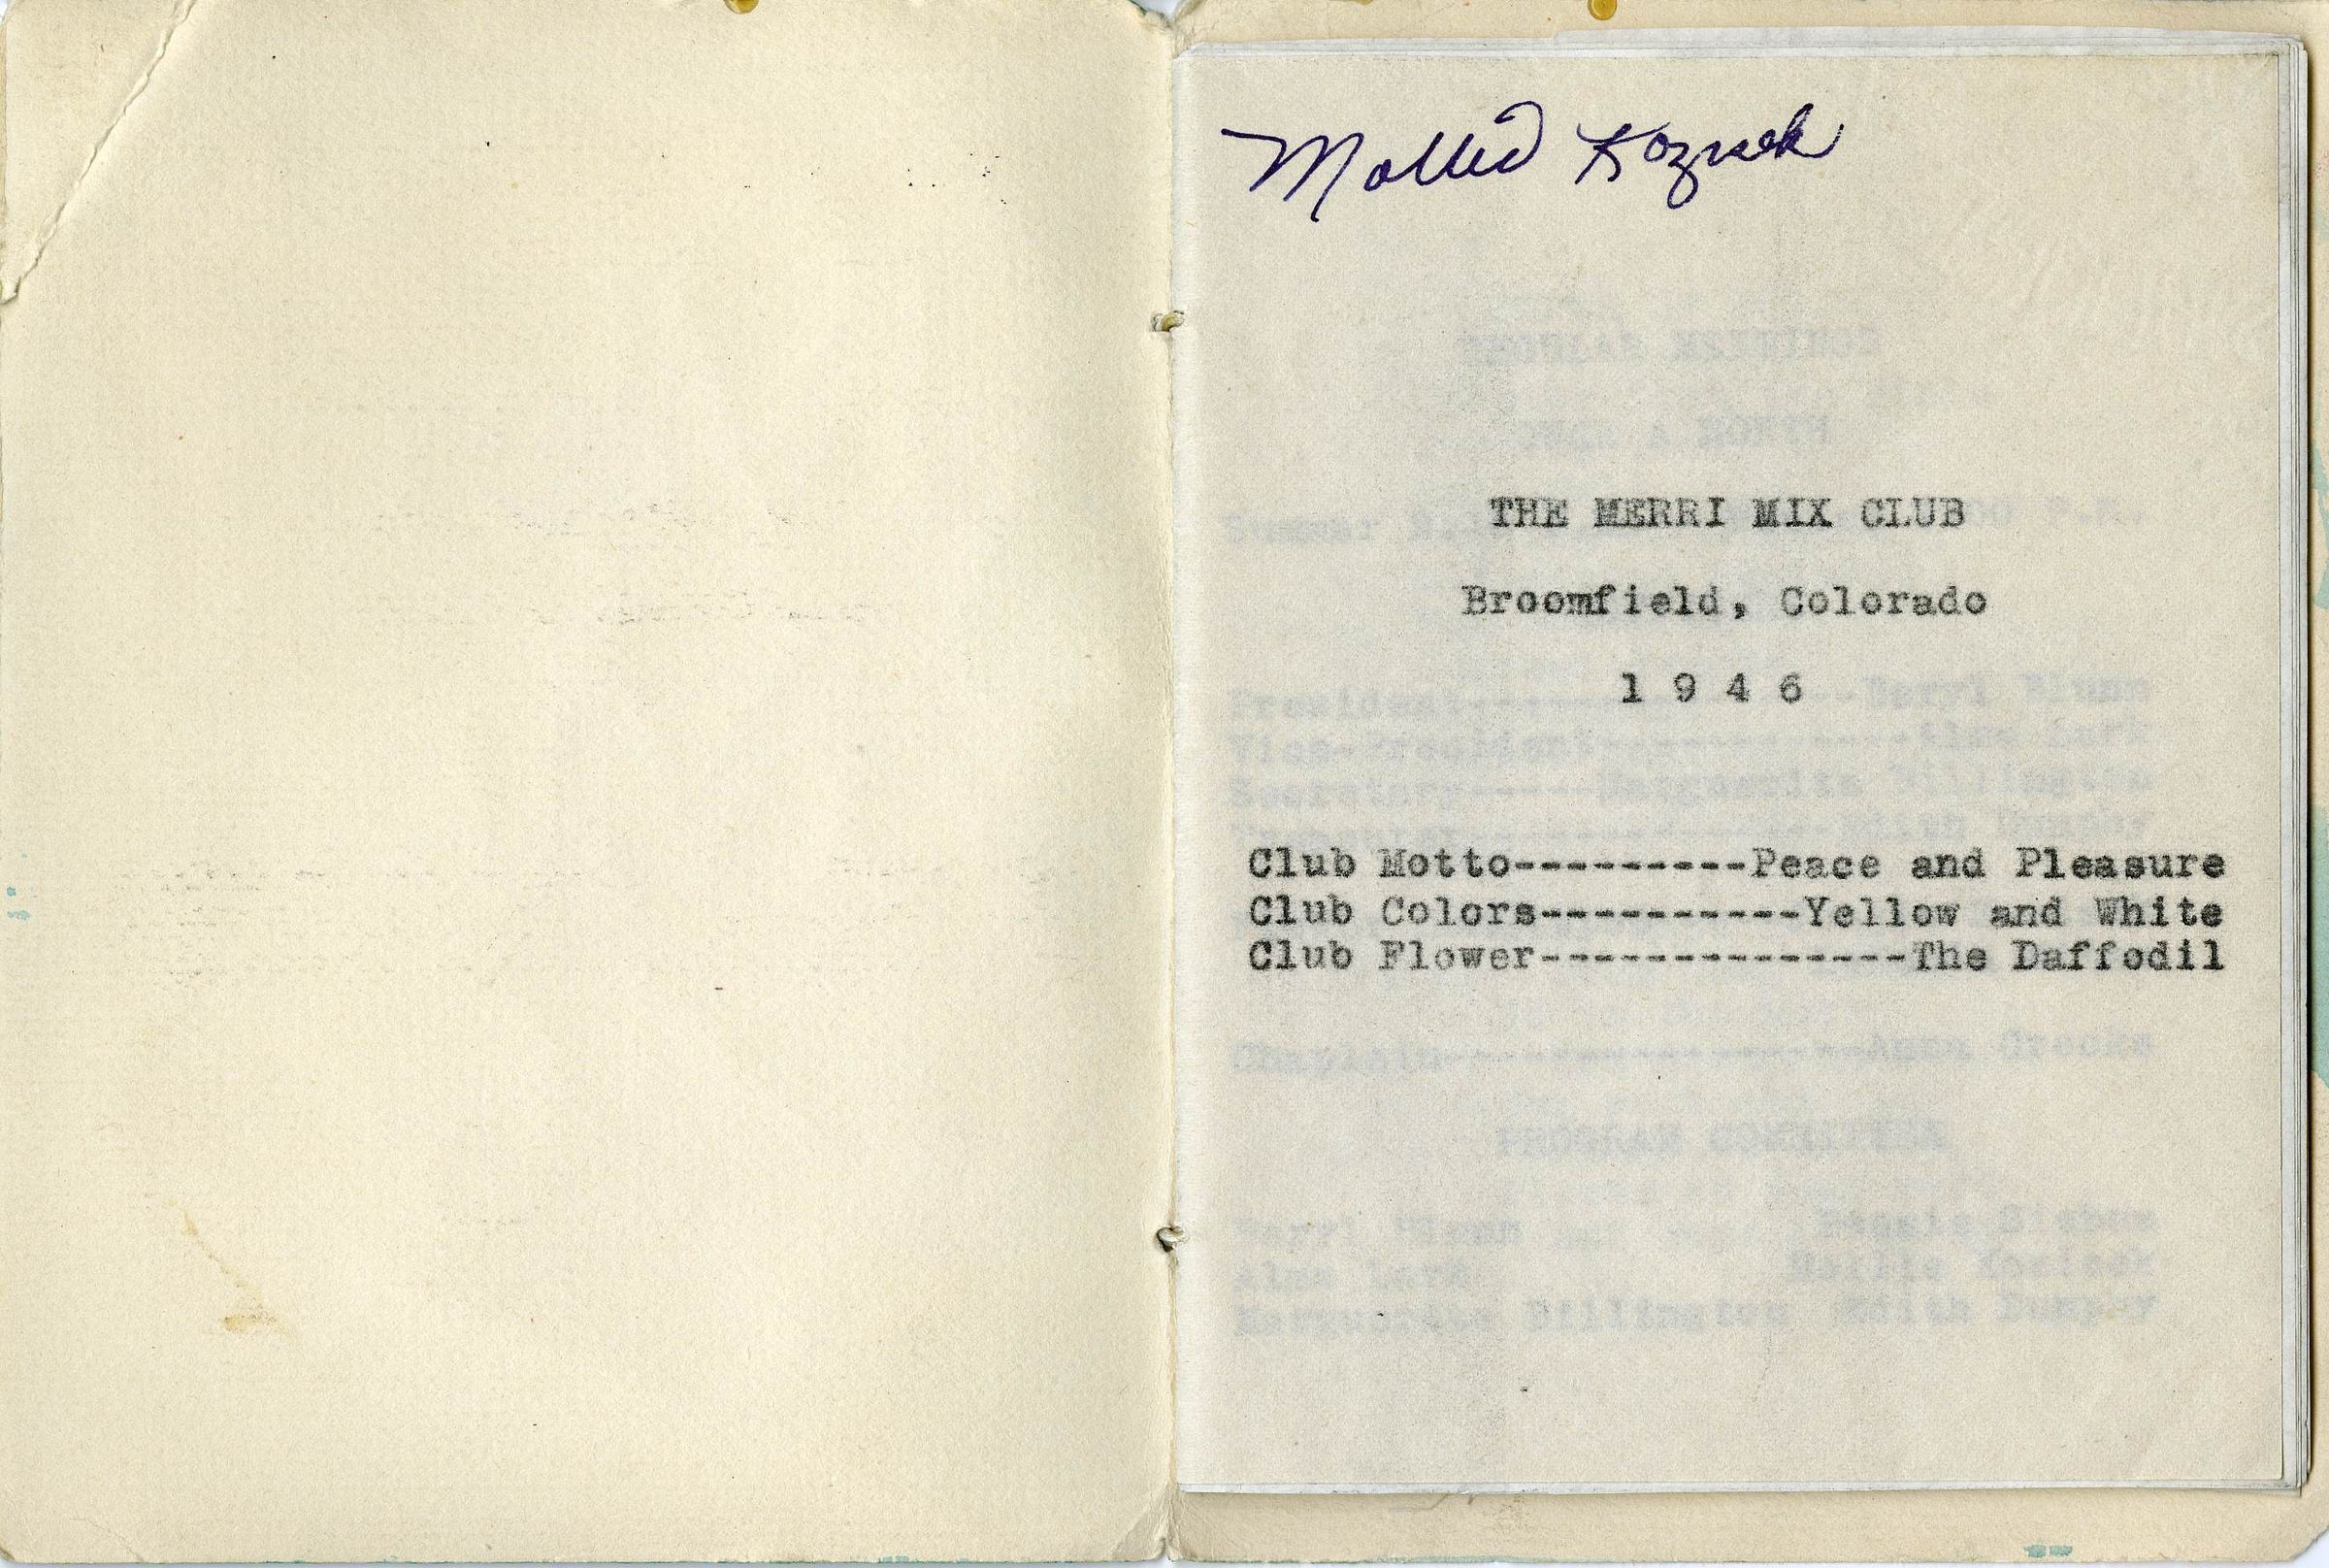 Mollie Kozisek
THE MERRI MIX CLUB
Broomfield, Colorado
1 9 4 6
Club Motto---------Peace and Pleasure
Club Colors----------Yellow and White
Club Flower--------------The Daffodil